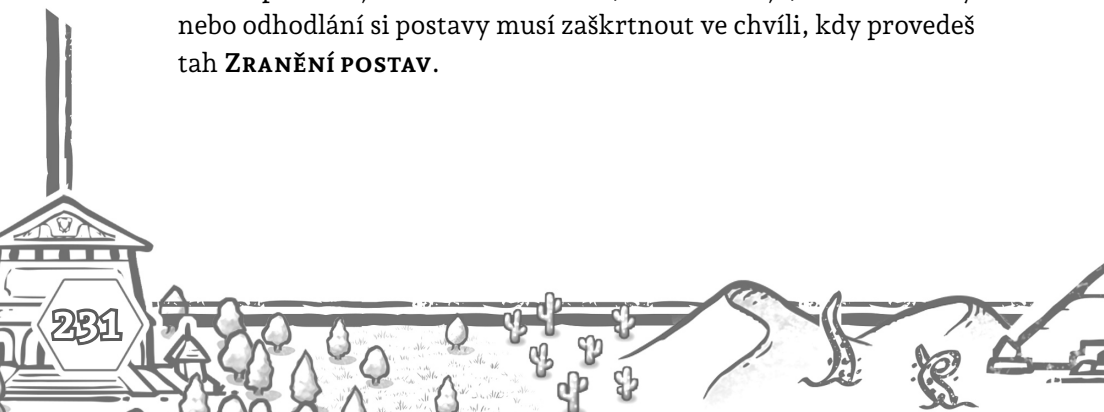 nebo odhodlání si postavy musí zaškrtnout ve chvíli, kdy provedeš
tah ZRANĚNÍ POSTAV.
231